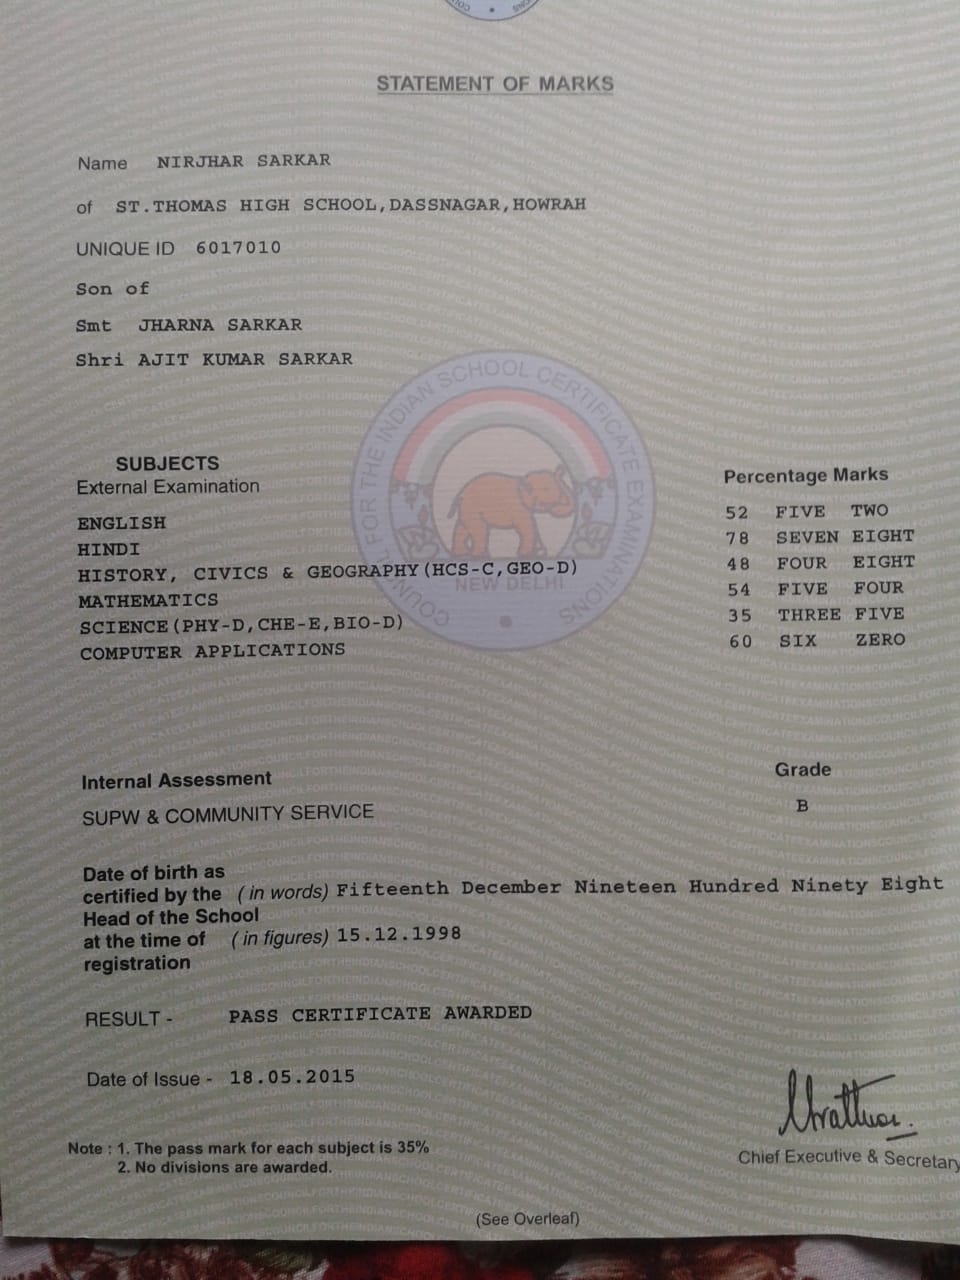 STATEMENT OF MARKS
Name NIRJHAR SARKAR
of ST.THOMAS HIGH SCHOOL,DASSNAGAR,HOWRAH
UNIQUE ID 6017010
Son of
Smt JHARNA SARKAR
Shri AJIT KUMAR SARKAR
COUNCIL FOR THE INDIAN SCHOOL CERTIFICATE EXAMINATIONS
NEW DELHI
SUBJECTS Percentage Marks
External Examination
ENGLISH 52 FIVE TWO
HINDI 78 SEVEN EIGHT
HISTORY, CIVICS & GEOGRAPHY(HCS-C,GEO-D) 48 FOUR EIGHT
MATHEMATICS 54 FIVE FOUR
SCIENCE(PHY-D,CHE-E,BIO-D) 35 THREE FIVE
COMPUTER APPLICATIONS 60 SIX ZERO
Internal Assessment Grade
SUPW & COMMUNITY SERVICE B
Date of birth as
certified by the (in words) Fifteenth December Nineteen Hundred Ninety Eight
Head of the School
at the time of (in figures) 15.12.1998
registration
RESULT - PASS CERTIFICATE AWARDED
Date of Issue - 18.05.2015
Note : 1. The pass mark for each subject is 35%
2. No divisions are awarded.
Chief Executive & Secretary
(See Overleaf)